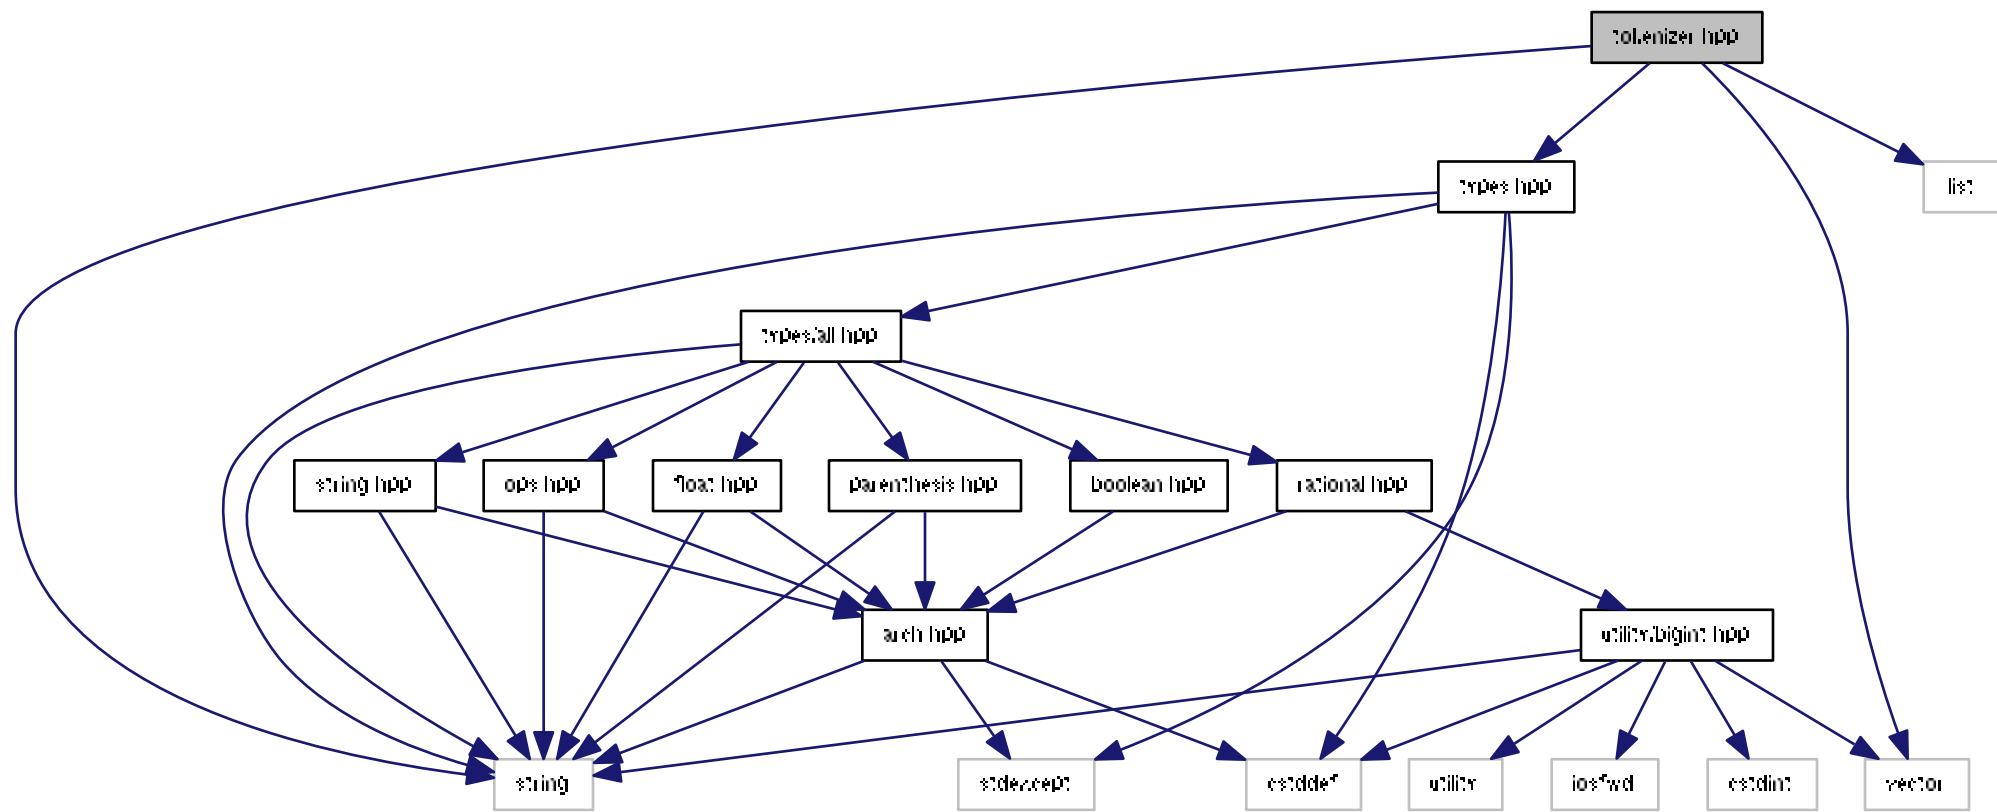 tokenizer.hpp
types.hpp
list
types/all.hpp
string.hpp
ops.hpp
float.hpp
parenthesis.hpp
boolean.hpp
rational.hpp
arch.hpp
utility/bigint.hpp
string
stdexcept
cstddef
utility
iosfwd
cstdint
vector